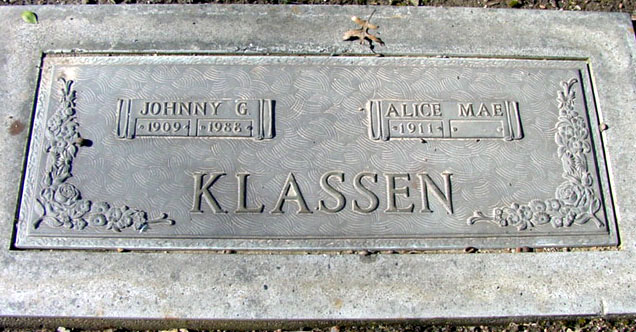 JOHNNY G.
1909 1988
ALICE MAE
1911
KLASSEN